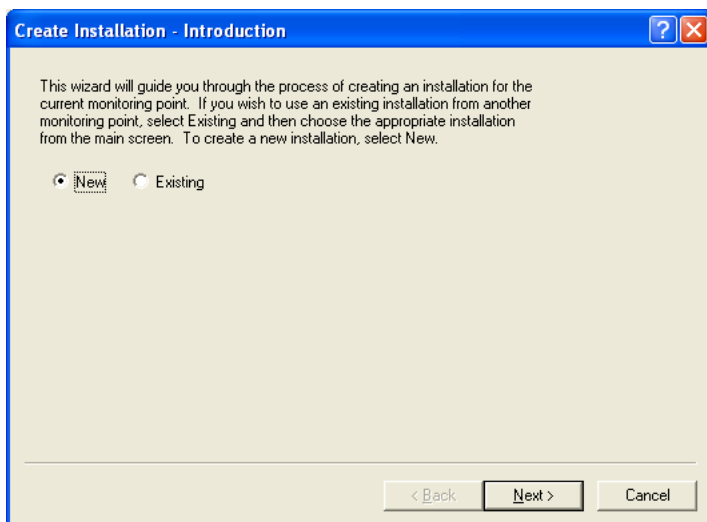 Create Installation - Introduction
This wizard will guide you through the process of creating an installation for the
current monitoring point. If you wish to use an existing installation from another
monitoring point, select Existing and then choose the appropriate installation
from the main screen. To create a new installation, select New.
New Existing
< Back Next > Cancel